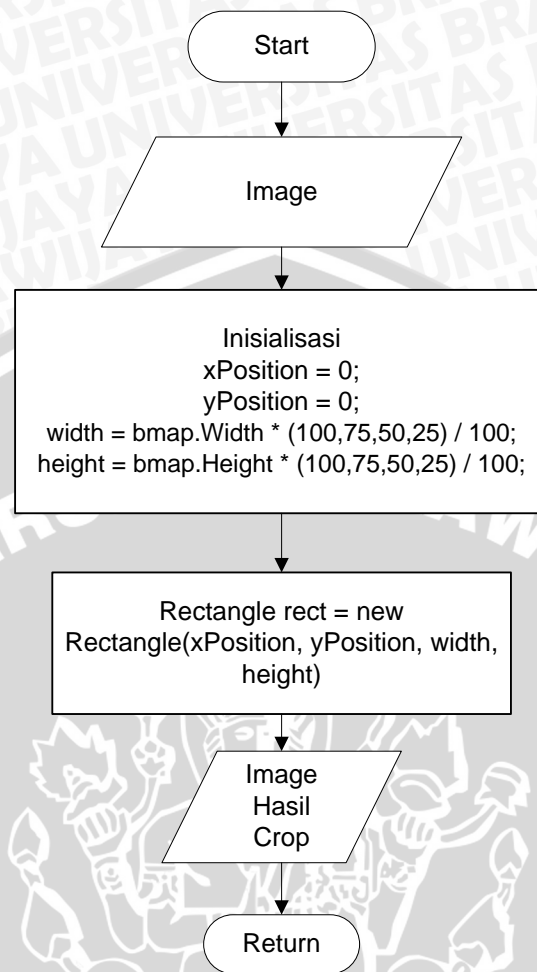 Start
Image
Inisialisasi
xPosition = 0;
yPosition = 0;
width = bmap.Width * (100,75,50,25) / 100;
height = bmap.Height * (100,75,50,25) / 100;
Rectangle rect = new
Rectangle(xPosition, yPosition, width,
height)
Image
Hasil
Crop
Return